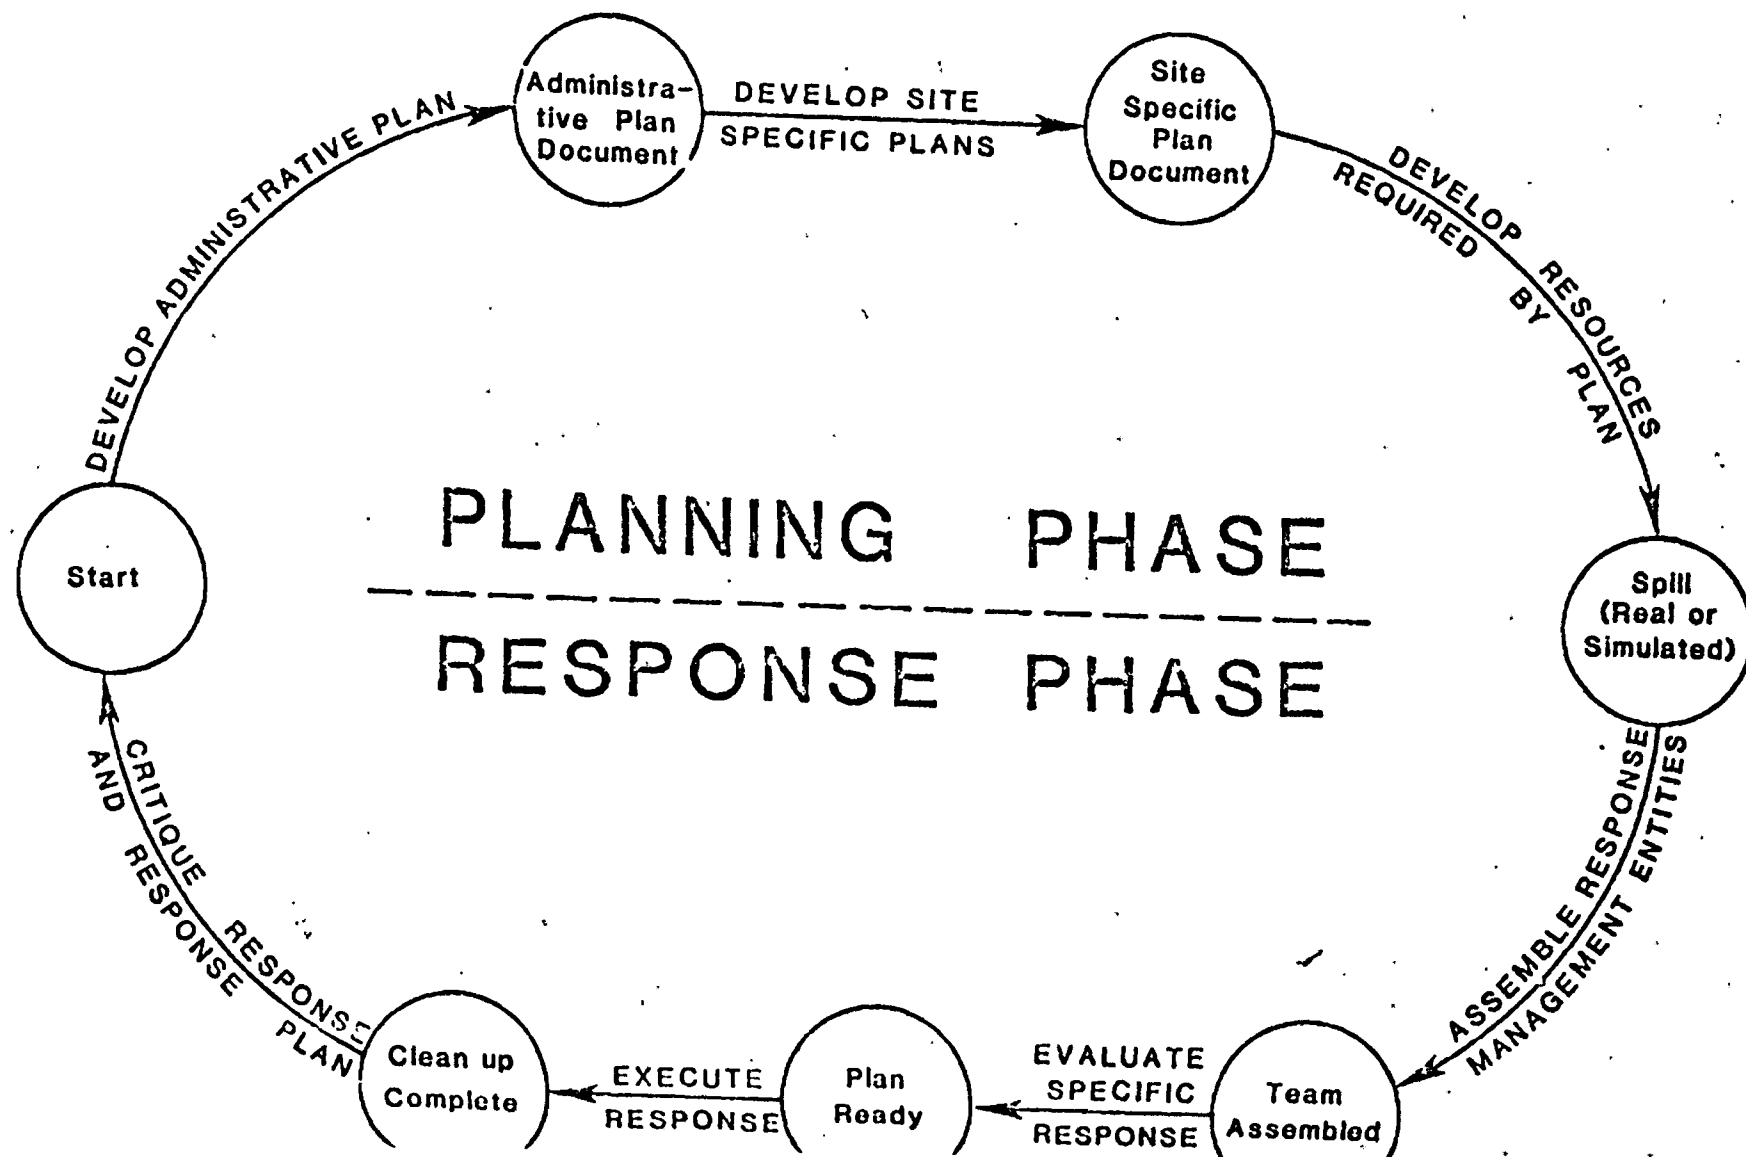 Administra-
tive Plan
Document
DEVELOP SITE
SPECIFIC PLANS
Site
Specific
Plan
Document
DEVELOP ADMINISTRATIVE PLAN
DEVELOP RESOURCES
REQUIRED BY PLAN
Start
PLANNING PHASE
RESPONSE PHASE
Spill
(Real or
Simulated)
ASSEMBLE RESPONSE
MANAGEMENT ENTITIES
Team
Assembled
EVALUATE
SPECIFIC
RESPONSE
Plan
Ready
EXECUTE
RESPONSE
Clean up
Complete
CRITIQUE RESPONSE
AND RESPONSE PLAN